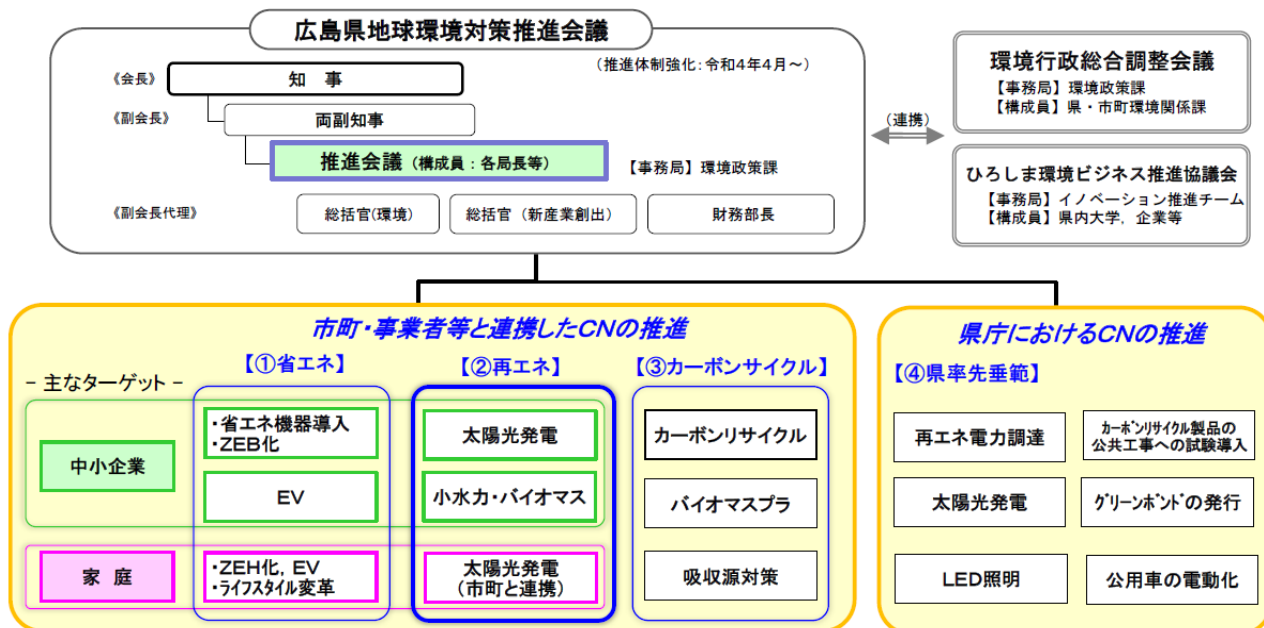 広島県地球環境対策推進会議
(推進体制強化:令和4年4月~)
《会長》
知 事
《副会長》
両副知事
推進会議(構成員:各局長等)
【事務局】環境政策課
《副会長代理》
総括官(環境)
総括官(新産業創出)
財務部長
(連携)
環境行政総合調整会議
【事務局】環境政策課
【構成員】県・市町環境関係課
ひろしま環境ビジネス推進協議会
【事務局】イノベーション推進チーム
【構成員】県内大学,企業等
市町・事業者等と連携したCNの推進
- 主なターゲット -
【①省エネ】
【②再エネ】
【③カーボンサイクル】
中小企業
・省エネ機器導入
・ZEB化
太陽光発電
カーボンリサイクル
EV
小水力・バイオマス
バイオマスプラ
家 庭
・ZEH化,EV
・ライフスタイル変革
太陽光発電
(市町と連携)
吸収源対策
県庁におけるCNの推進
【④県率先垂範】
再エネ電力調達
カーボンリサイクル製品の
公共工事への試験導入
太陽光発電
グリーンボンドの発行
LED照明
公用車の電動化